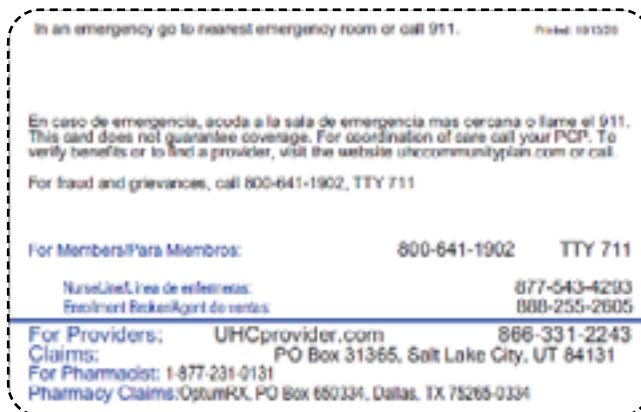 In an emergency go to nearest emergency room or call 911. Printed: 10/13/20
En caso de emergencia, acuda a la sala de emergencia mas cercana o llame el 911.
This card does not guarantee coverage. For coordination of care call your PCP. To
verify benefits or to find a provider, visit the website uhccommunityplan.com or call.
For fraud and grievances, call 800-641-1902, TTY 711
For Members/Para Miembros: 800-641-1902 TTY 711
NurseLine/Linea de enfermeras: 877-543-4293
Enrollment Broker/Agent de ventas: 888-255-2605
For Providers: UHCprovider.com 866-331-2243
Claims: PO Box 31365, Salt Lake City, UT 84131
For Pharmacist: 1-877-231-0131
Pharmacy Claims:OptumRX, PO Box 650334, Dallas, TX 75265-0334